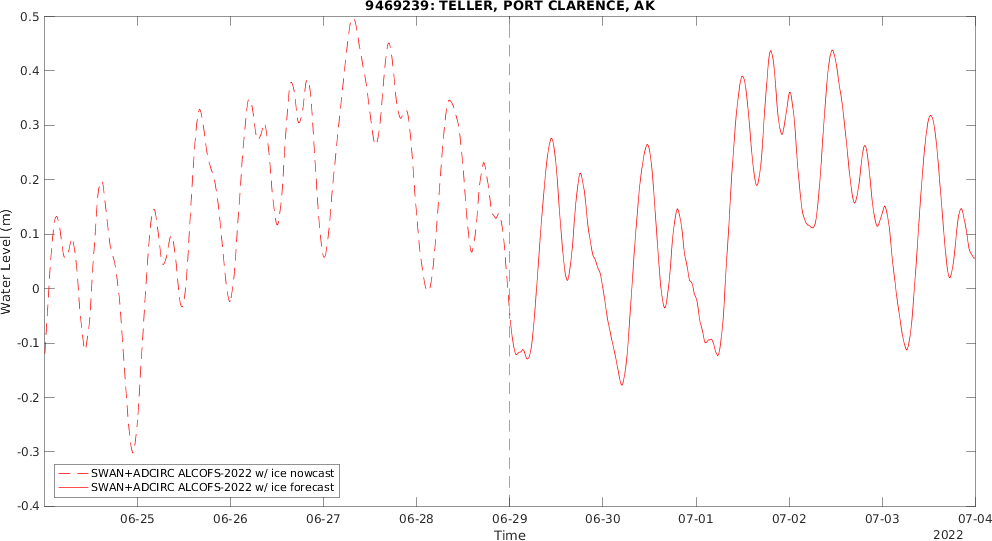 9469239: TELLER, PORT CLARENCE, AK
0.5
0.4
0.3
0.2
0.1
0
-0.1
-0.2
-0.3
-0.4
Water Level (m)
SWAN+ADCIRC ALCOFS-2022 w/ ice nowcast
SWAN+ADCIRC ALCOFS-2022 w/ ice forecast
06-25 06-26 06-27 06-28 06-29 06-30 07-01 07-02 07-03 07-04
Time
2022